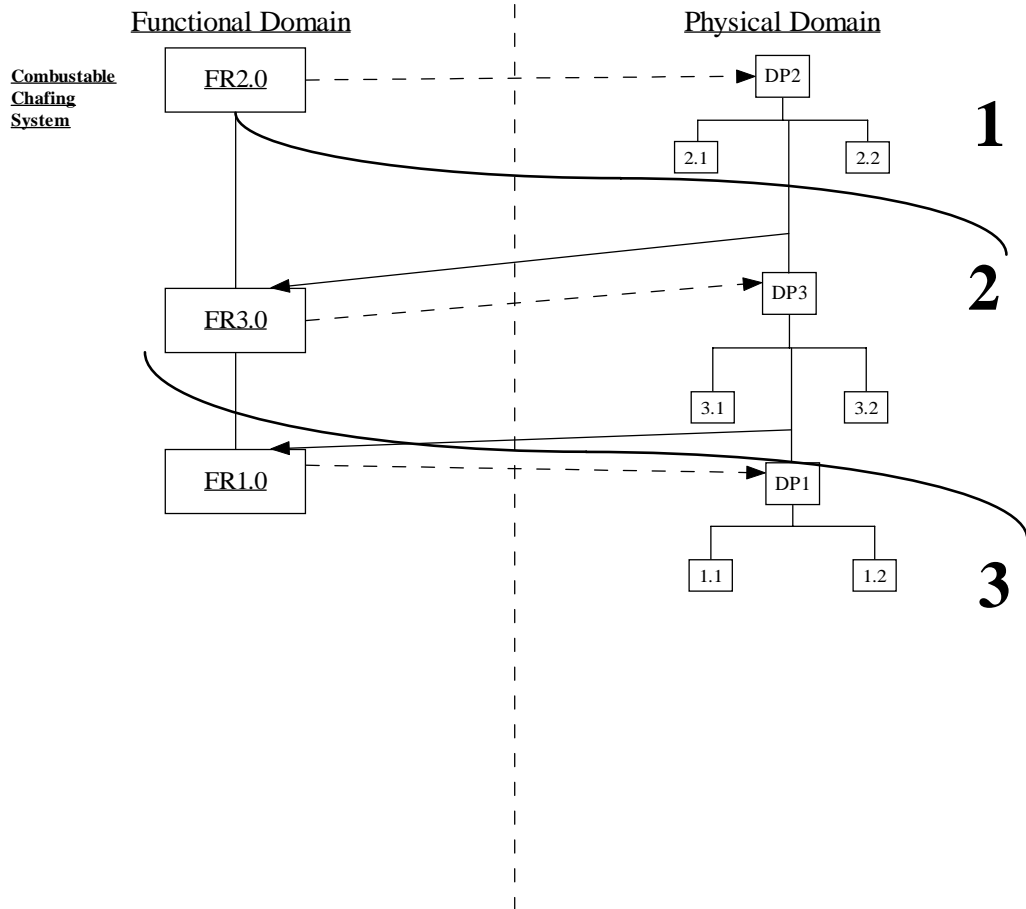 Functional Domain
Physical Domain
Combustable
Chafing
System
FR2.0
DP2
1
2.1
2.2
2
FR3.0
DP3
3.1
3.2
FR1.0
DP1
3
1.1
1.2